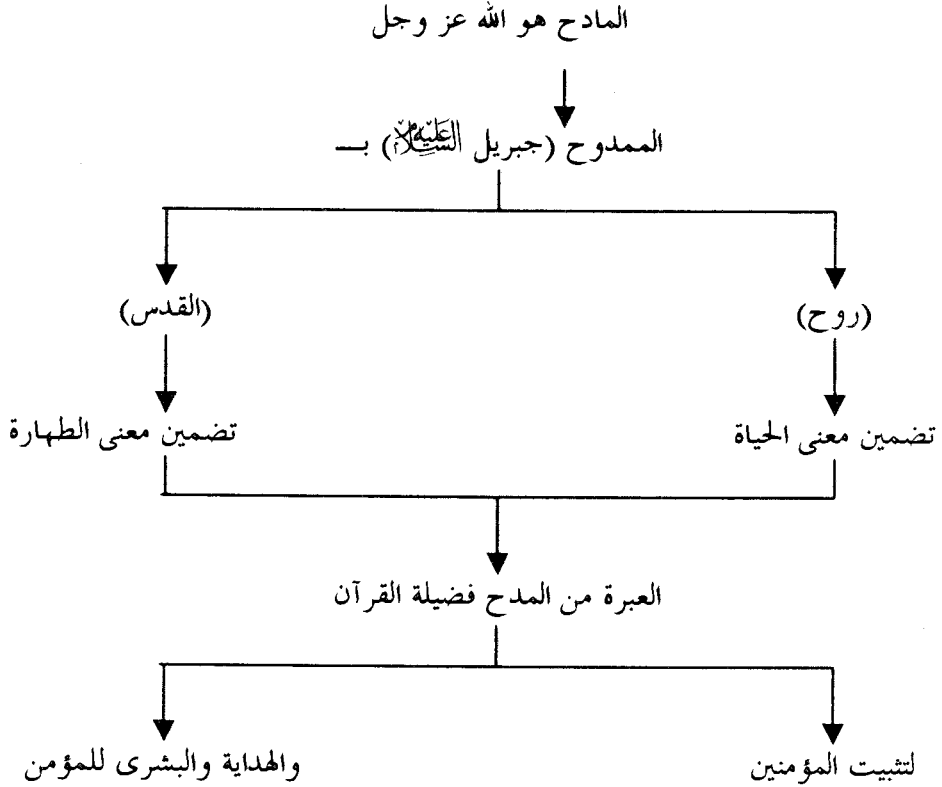 المادح هو الله عز وجل
الممدوح (جبريل عليه السلام) بـ
(روح)
(القدس)
تضمين معنى الحياة
تضمين معنى الطهارة
العبرة من المدح فضيلة القرآن
لتثبيت المؤمنين
والهداية والبشرى للمؤمن